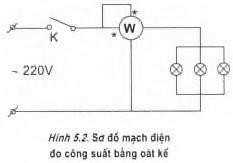 *
* W
K
~ 220V
Hình 5.2. Sơ đồ mạch điện
đo công suất bằng oát kế